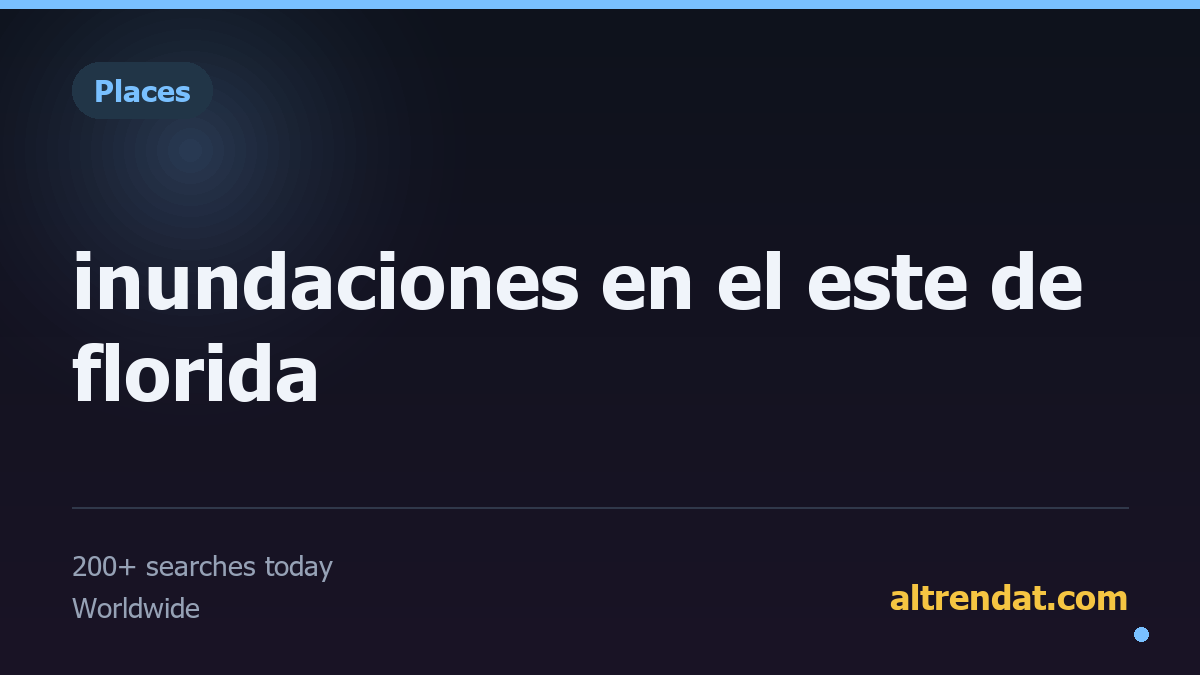 Places
inundaciones en el este de
florida
200+ searches today
Worldwide
altrendat.com